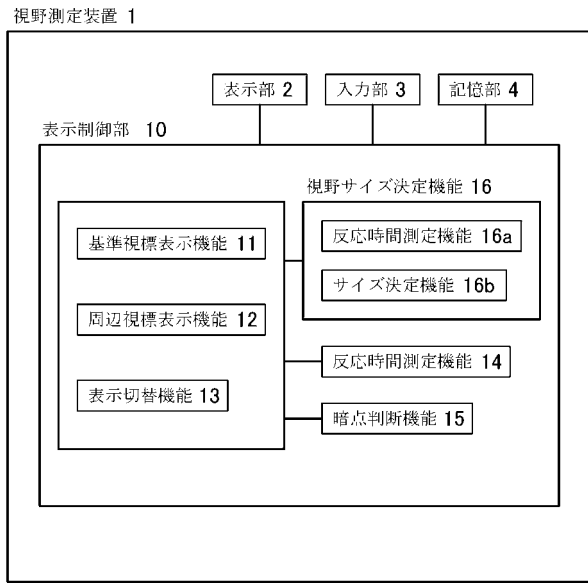 視野測定装置 1
表示部 2
入力部 3
記憶部 4
表示制御部 10
視野サイズ決定機能 16
基準視標表示機能 11
反応時間測定機能 16a
サイズ決定機能 16b
周辺視標表示機能 12
反応時間測定機能 14
表示切替機能 13
暗点判断機能 15